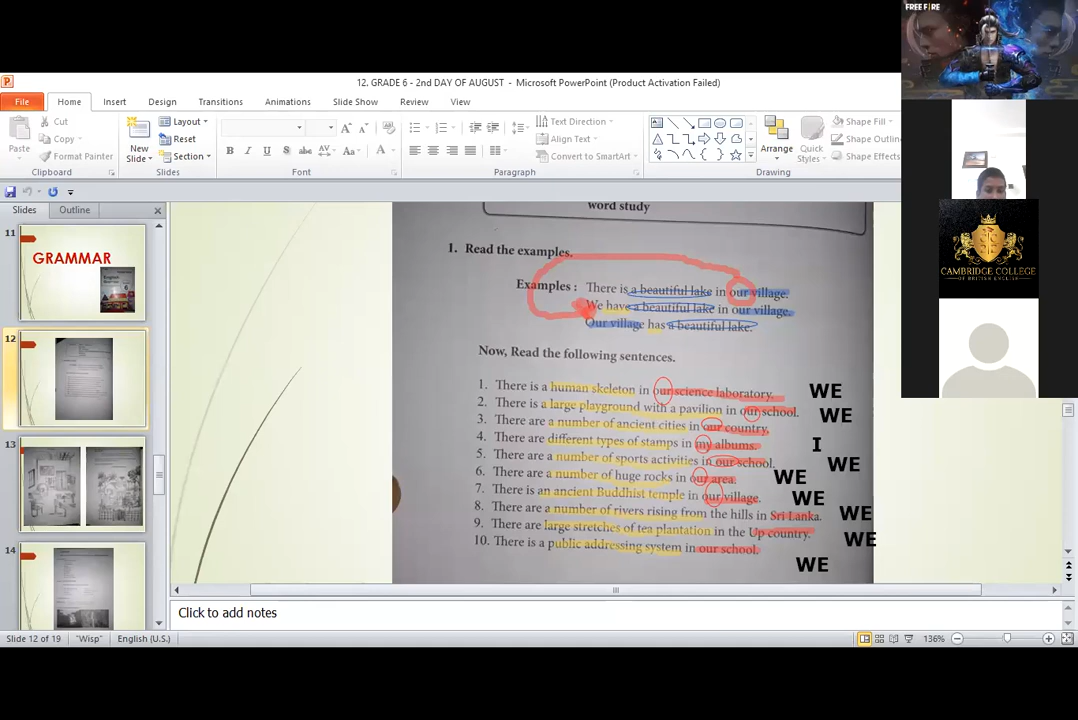 FREE FIRE
12. GRADE 6 - 2nd DAY OF AUGUST - Microsoft PowerPoint (Product Activation Failed)
File Home Insert Design Transitions Animations Slide Show Review View
Cut
Copy
Format Painter
Paste
Clipboard
New Slide
Layout
Reset
Section
Slides
B I U S abc AV Aa A
Font
Text Direction
Align Text
Convert to SmartArt
Paragraph
Arrange
Quick Styles
Shape Fill
Shape Outline
Shape Effects
Drawing
Slides Outline
11
GRAMMAR
12
13
14
word study
1. Read the examples.
Examples : There is a beautiful lake in our village.
We have a beautiful lake in our village.
Our village has a beautiful lake.
Now, Read the following sentences.
1. There is a human skeleton in our science laboratory. WE
2. There is a large playground with a pavilion in our school. WE
3. There are a number of ancient cities in our country.
4. There are different types of stamps in my albums. I
5. There are a number of sports activities in our school. WE
6. There are a number of huge rocks in our area. WE
7. There is an ancient Buddhist temple in our village. WE
8. There are a number of rivers rising from the hills in Sri Lanka. WE
9. There are large stretches of tea plantation in the Up country. WE
10. There is a public addressing system in our school. WE
CAMBRIDGE COLLEGE
OF BRITISH ENGLISH
Click to add notes
Slide 12 of 19 "Wisp" English (U.S.) 136%